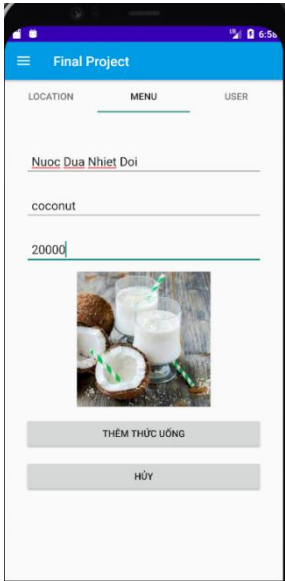 6:56
Final Project
LOCATION MENU USER
Nuoc Dua Nhiet Doi
coconut
20000
THÊM THỨC UỐNG
HỦY